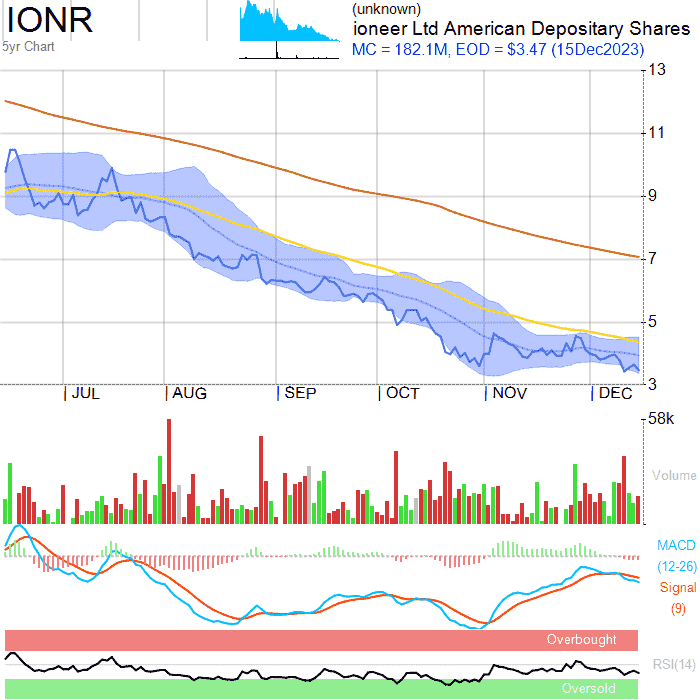 IONR
5yr Chart
(unknown)
ioneer Ltd American Depositary Shares
MC = 182.1M, EOD = $3.47 (15Dec2023)
13
11
9
7
5
3
JUL
AUG
SEP
OCT
NOV
DEC
58k
Volume
MACD
(12-26)
Signal
(9)
Overbought
RSI(14)
Oversold